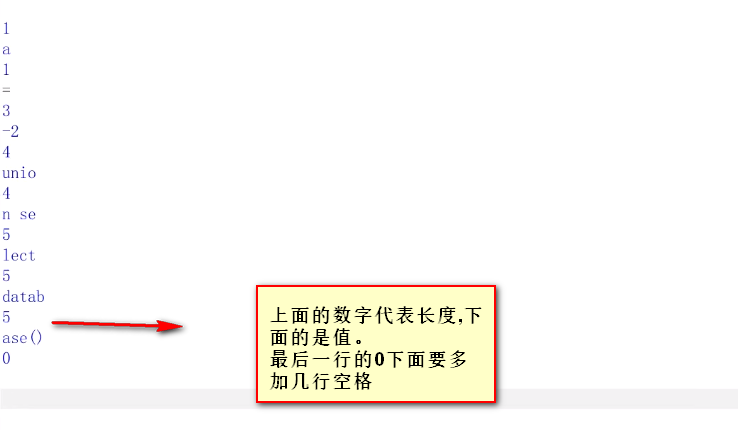 1
a
1
=
3
-2
4
unio
4
n se
5
lect
5
datab
5
ase()
0
上面的数字代表长度,下
面的是值。
最后一行的0下面要多
加几行空格